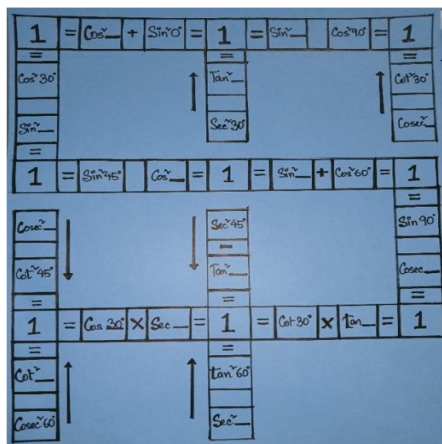 1 = Cos²__ + Sin²0° = 1 = Sin²__ Cos²90° = 1
= = =
Cos²30° Tan²__ Cot²30°
Sin²__ Sec²30° Cosec²__
=
1 = Sin²45° Cos²__ = 1 = Sin²__ + Cos²60° = 1
=
Cosec²__ Sec²45° Sin 90°
-
Cot²45° Tan²__ Cosec__
= = =
1 = Cos 30° × Sec__ = 1 = Cot 30° × tan__ = 1
= =
Cot²__ tan²60°
Cosec²60° Sec²__